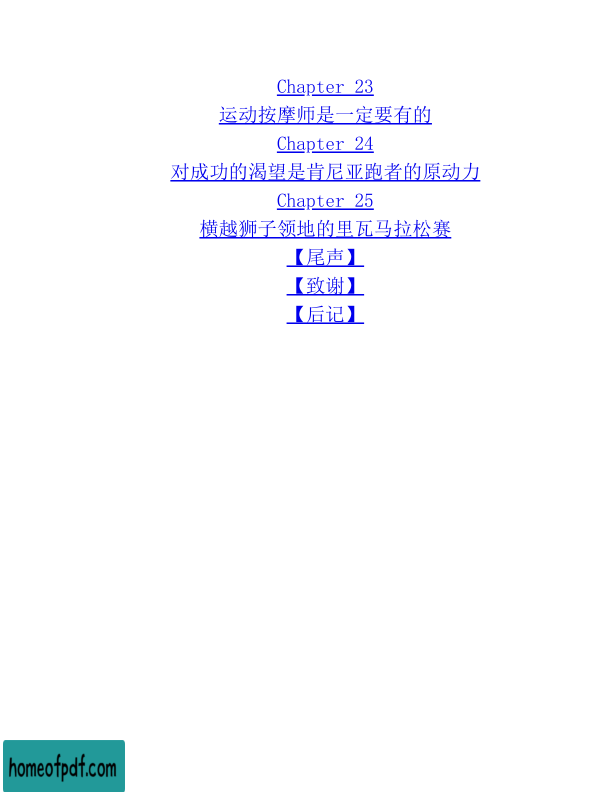 Chapter 23
运动按摩师是一定要有的
Chapter 24
对成功的渴望是肯尼亚跑者的原动力
Chapter 25
横越狮子领地的里瓦马拉松赛
【尾声】
【致谢】
【后记】
homeofpdf.com